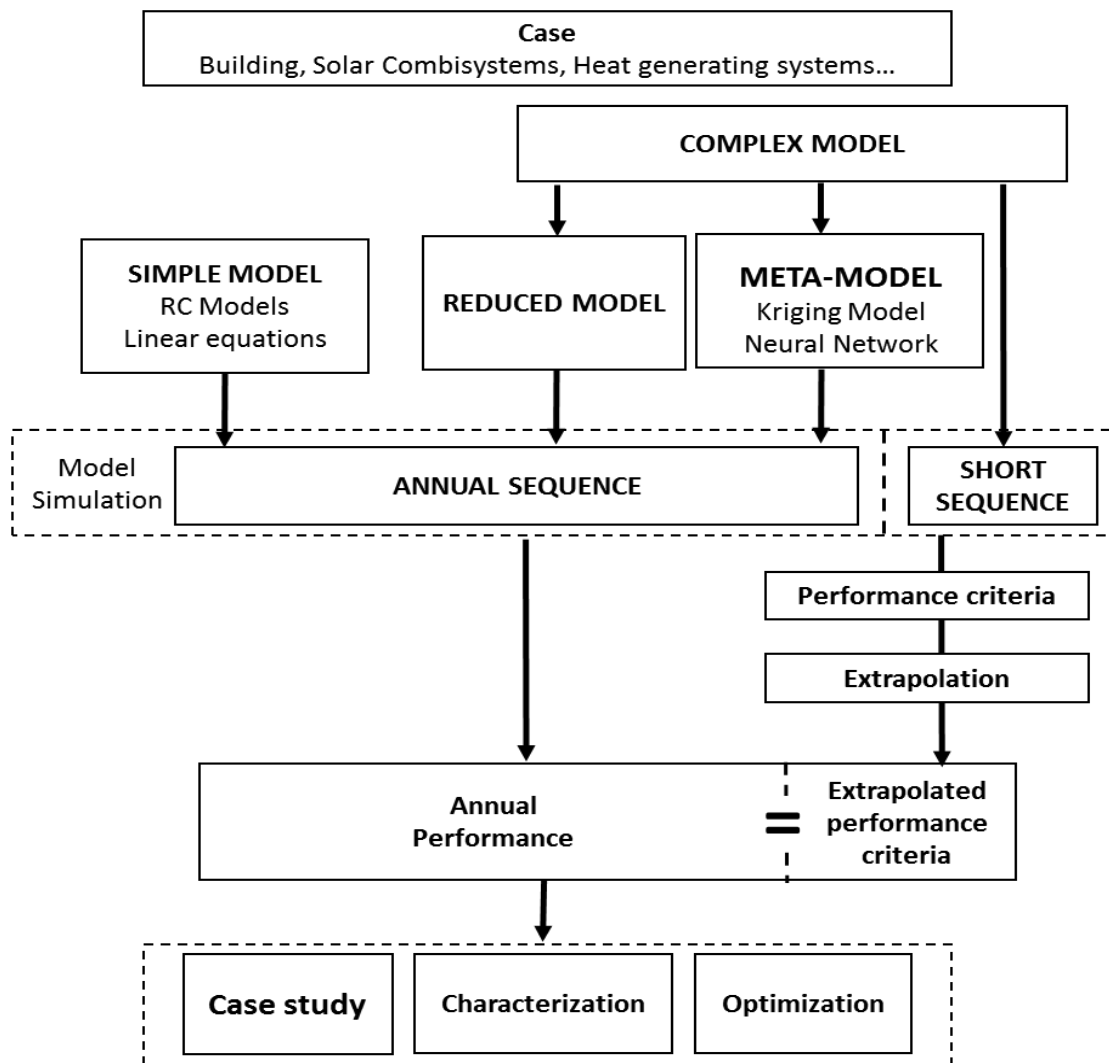 Case
Building, Solar Combisystems, Heat generating systems…
COMPLEX MODEL
SIMPLE MODEL
RC Models
Linear equations
REDUCED MODEL
META-MODEL
Kriging Model
Neural Network
Model
Simulation
ANNUAL SEQUENCE
SHORT
SEQUENCE
Performance criteria
Extrapolation
Annual
Performance
=
Extrapolated
performance
criteria
Case study
Characterization
Optimization